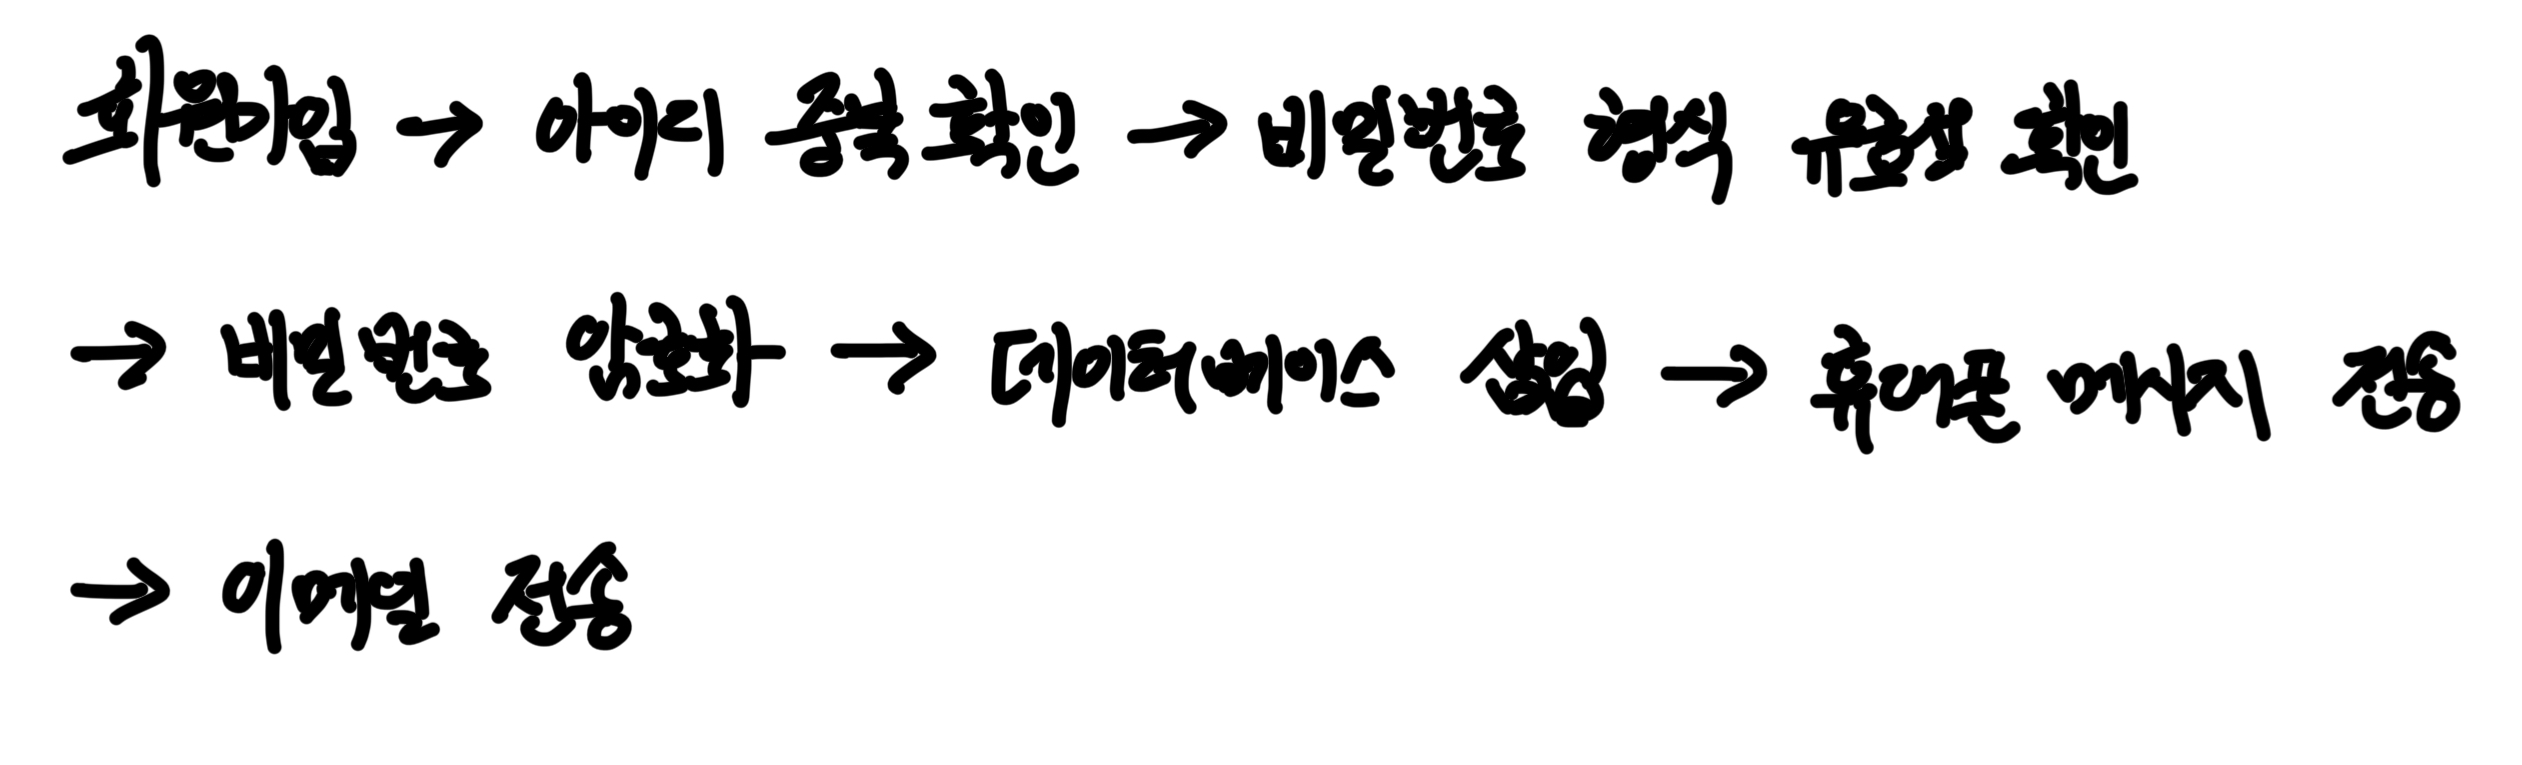 회원가입 → 아이디 중복 확인 → 비밀번호 형식 유효성 확인
→ 비밀번호 암호화 → 데이터베이스 삽입 → 휴대폰 메시지 전송
→ 이메일 전송